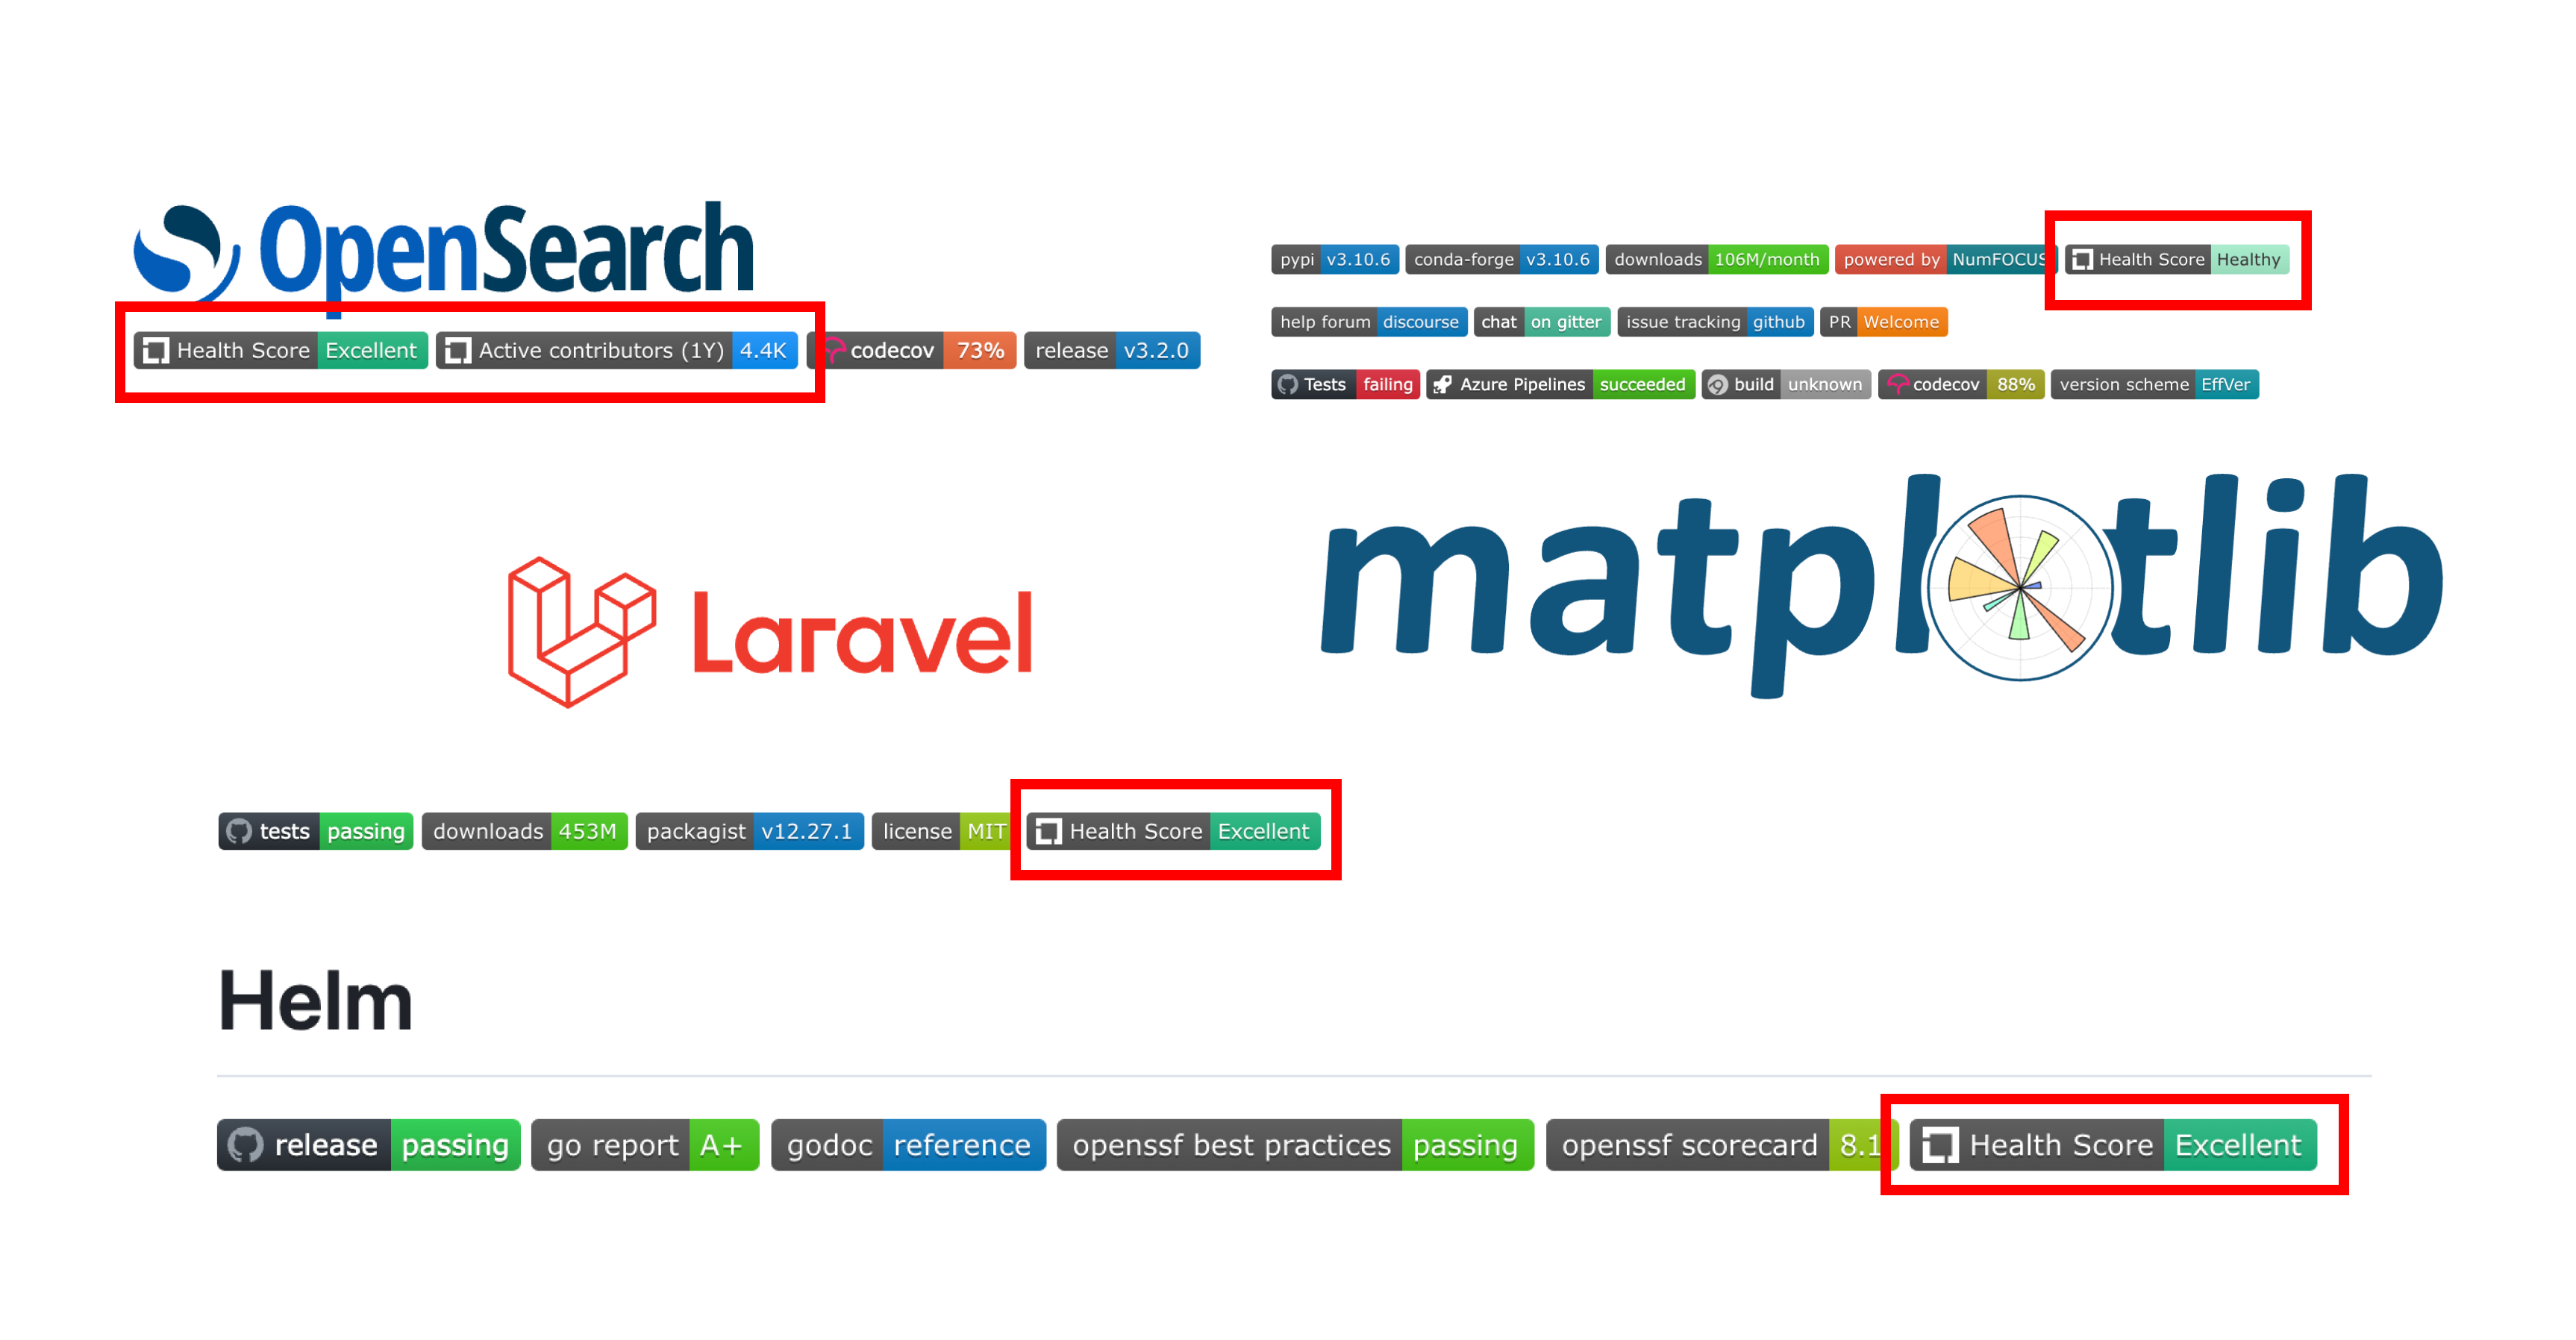 OpenSearch
Health Score Excellent Active contributors (1Y) 4.4K codecov 73% release v3.2.0
pypi v3.10.6 conda-forge v3.10.6 downloads 106M/month powered by NumFOCUS Health Score Healthy
help forum discourse chat on gitter issue tracking github PR Welcome
Tests failing Azure Pipelines succeeded build unknown codecov 88% version scheme EffVer
matplotlib
Laravel
tests passing downloads 453M packagist v12.27.1 license MIT Health Score Excellent
Helm
release passing go report A+ godoc reference openssf best practices passing openssf scorecard 8.1 Health Score Excellent